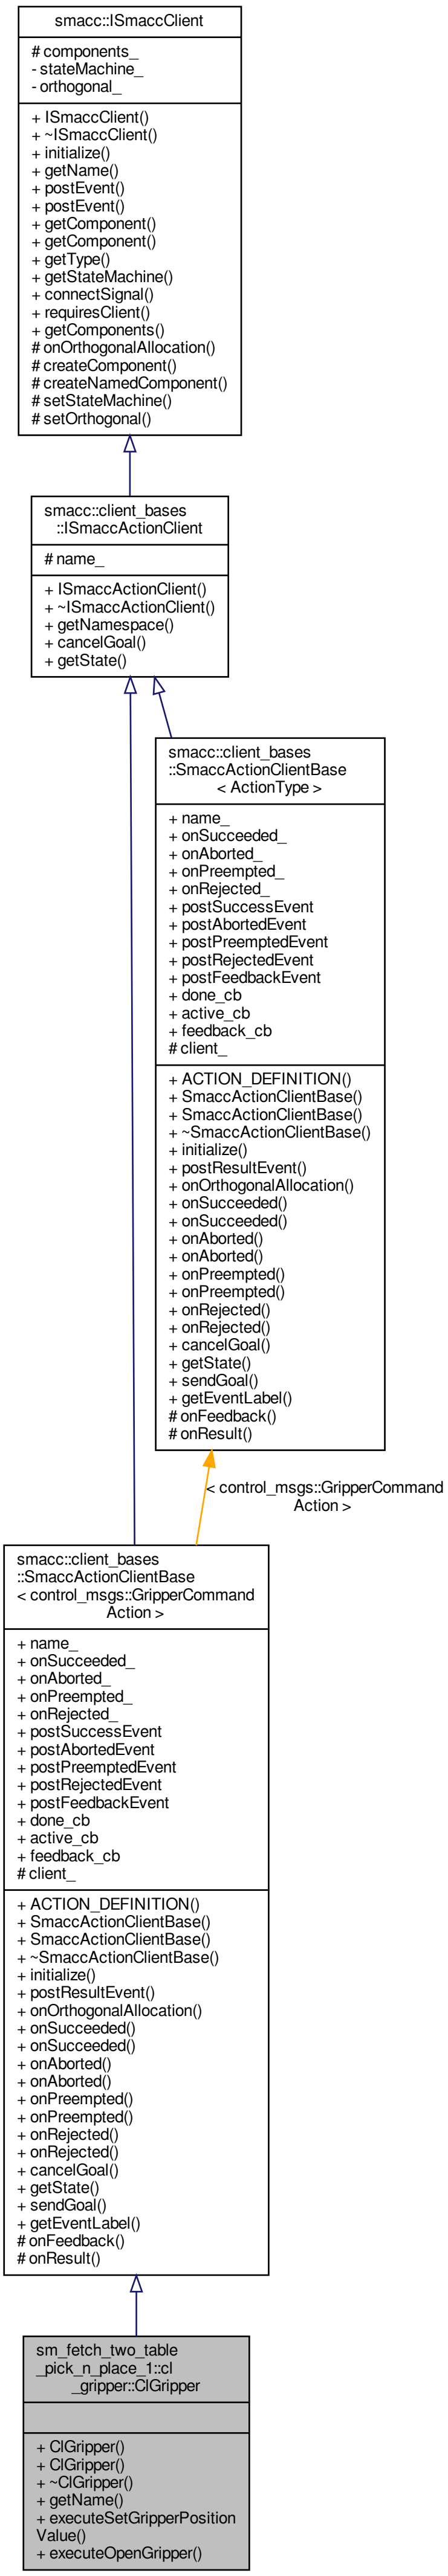 smacc::ISmaccClient
# components_
- stateMachine_
- orthogonal_
+ ISmaccClient()
+ ~ISmaccClient()
+ initialize()
+ getName()
+ postEvent()
+ postEvent()
+ getComponent()
+ getComponent()
+ getType()
+ getStateMachine()
+ connectSignal()
+ requiresClient()
+ getComponents()
# onOrthogonalAllocation()
# createComponent()
# createNamedComponent()
# setStateMachine()
# setOrthogonal()
smacc::client_bases
::ISmaccActionClient
# name_
+ ISmaccActionClient()
+ ~ISmaccActionClient()
+ getNamespace()
+ cancelGoal()
+ getState()
smacc::client_bases
::SmaccActionClientBase
< ActionType >
+ name_
+ onSucceeded_
+ onAborted_
+ onPreempted_
+ onRejected_
+ postSuccessEvent
+ postAbortedEvent
+ postPreemptedEvent
+ postRejectedEvent
+ postFeedbackEvent
+ done_cb
+ active_cb
+ feedback_cb
# client_
+ ACTION_DEFINITION()
+ SmaccActionClientBase()
+ SmaccActionClientBase()
+ ~SmaccActionClientBase()
+ initialize()
+ postResultEvent()
+ onOrthogonalAllocation()
+ onSucceeded()
+ onSucceeded()
+ onAborted()
+ onAborted()
+ onPreempted()
+ onPreempted()
+ onRejected()
+ onRejected()
+ cancelGoal()
+ getState()
+ sendGoal()
+ getEventLabel()
# onFeedback()
# onResult()
< control_msgs::GripperCommand
Action >
smacc::client_bases
::SmaccActionClientBase
< control_msgs::GripperCommand
Action >
+ name_
+ onSucceeded_
+ onAborted_
+ onPreempted_
+ onRejected_
+ postSuccessEvent
+ postAbortedEvent
+ postPreemptedEvent
+ postRejectedEvent
+ postFeedbackEvent
+ done_cb
+ active_cb
+ feedback_cb
# client_
+ ACTION_DEFINITION()
+ SmaccActionClientBase()
+ SmaccActionClientBase()
+ ~SmaccActionClientBase()
+ initialize()
+ postResultEvent()
+ onOrthogonalAllocation()
+ onSucceeded()
+ onSucceeded()
+ onAborted()
+ onAborted()
+ onPreempted()
+ onPreempted()
+ onRejected()
+ onRejected()
+ cancelGoal()
+ getState()
+ sendGoal()
+ getEventLabel()
# onFeedback()
# onResult()
sm_fetch_two_table
_pick_n_place_1::cl
_gripper::ClGripper
+ ClGripper()
+ ClGripper()
+ ~ClGripper()
+ getName()
+ executeSetGripperPosition
Value()
+ executeOpenGripper()